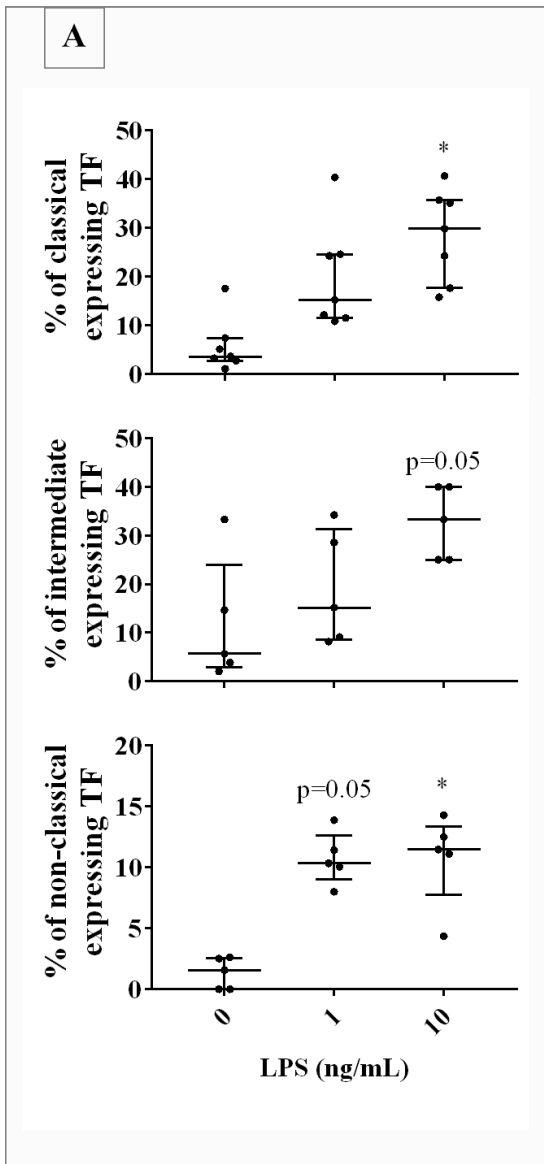 A
% of classical
expressing TF
50
40
30
20
10
0
*
% of intermediate
expressing TF
50
40
30
20
10
0
p=0.05
% of non-classical
expressing TF
20
15
10
5
0
p=0.05
*
0
1
10
LPS (ng/mL)